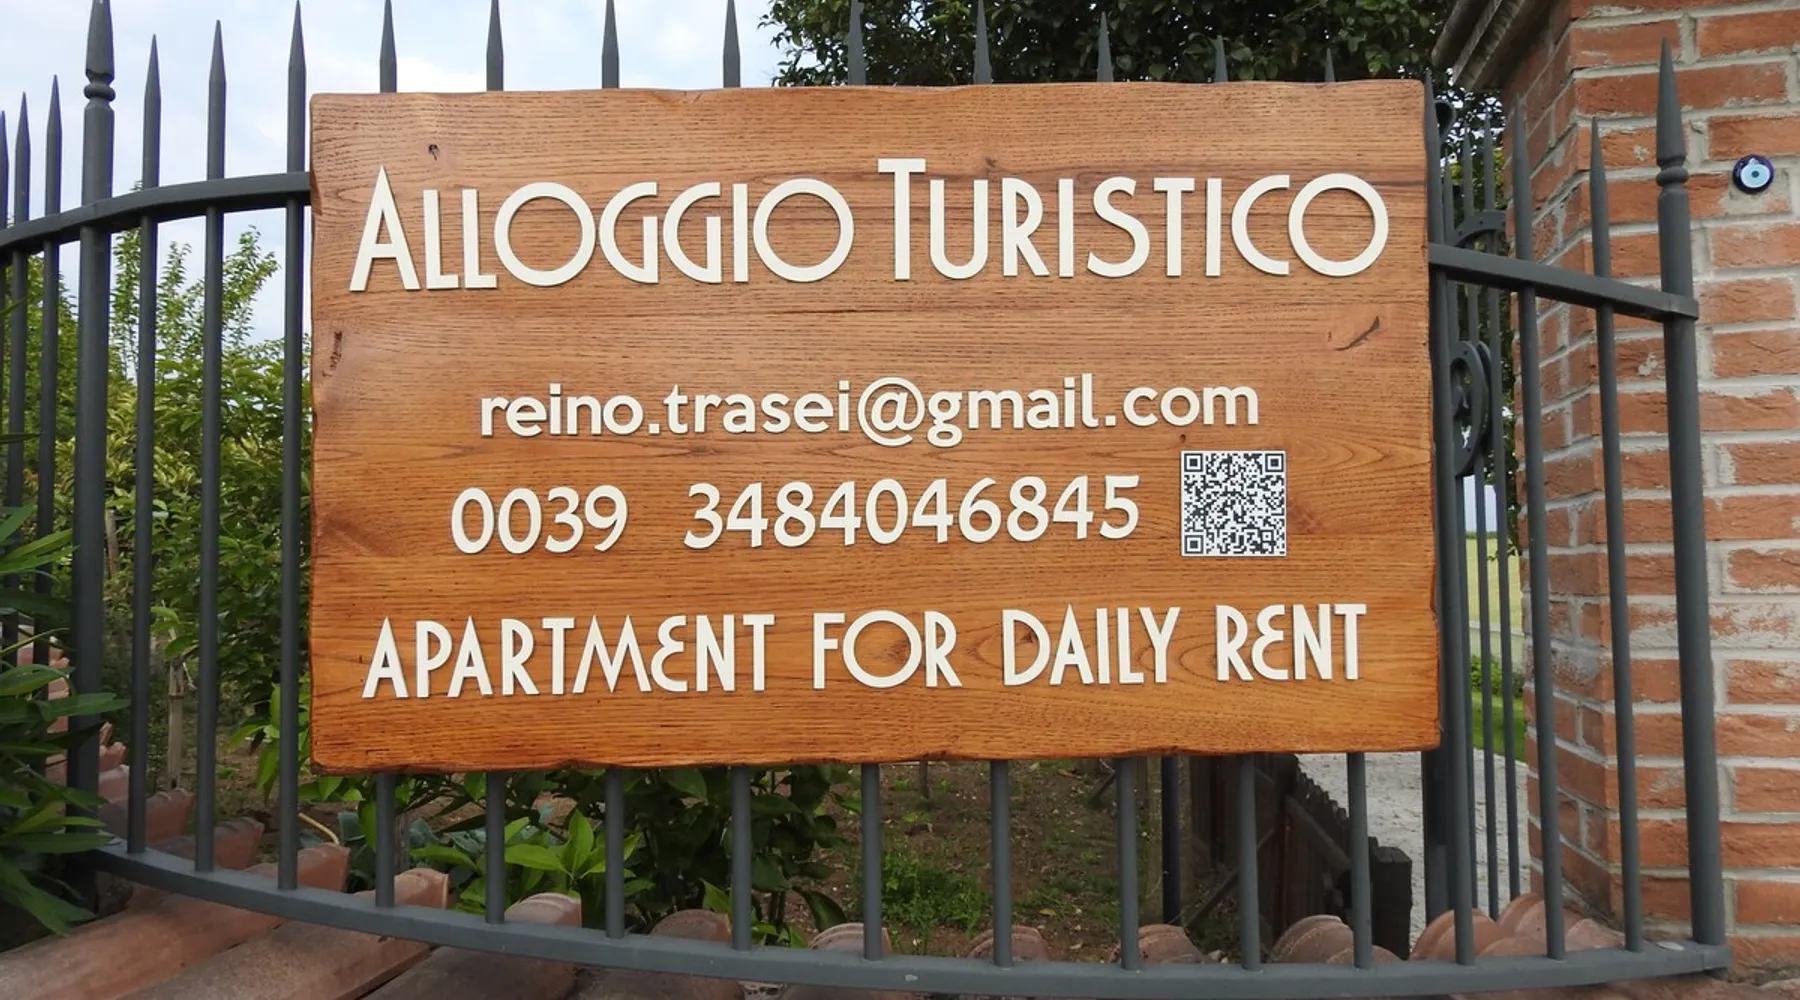 ALLOGGIO TURISTICO
reino.trasei@gmail.com
0039 3484046845
APARTMENT FOR DAILY RENT